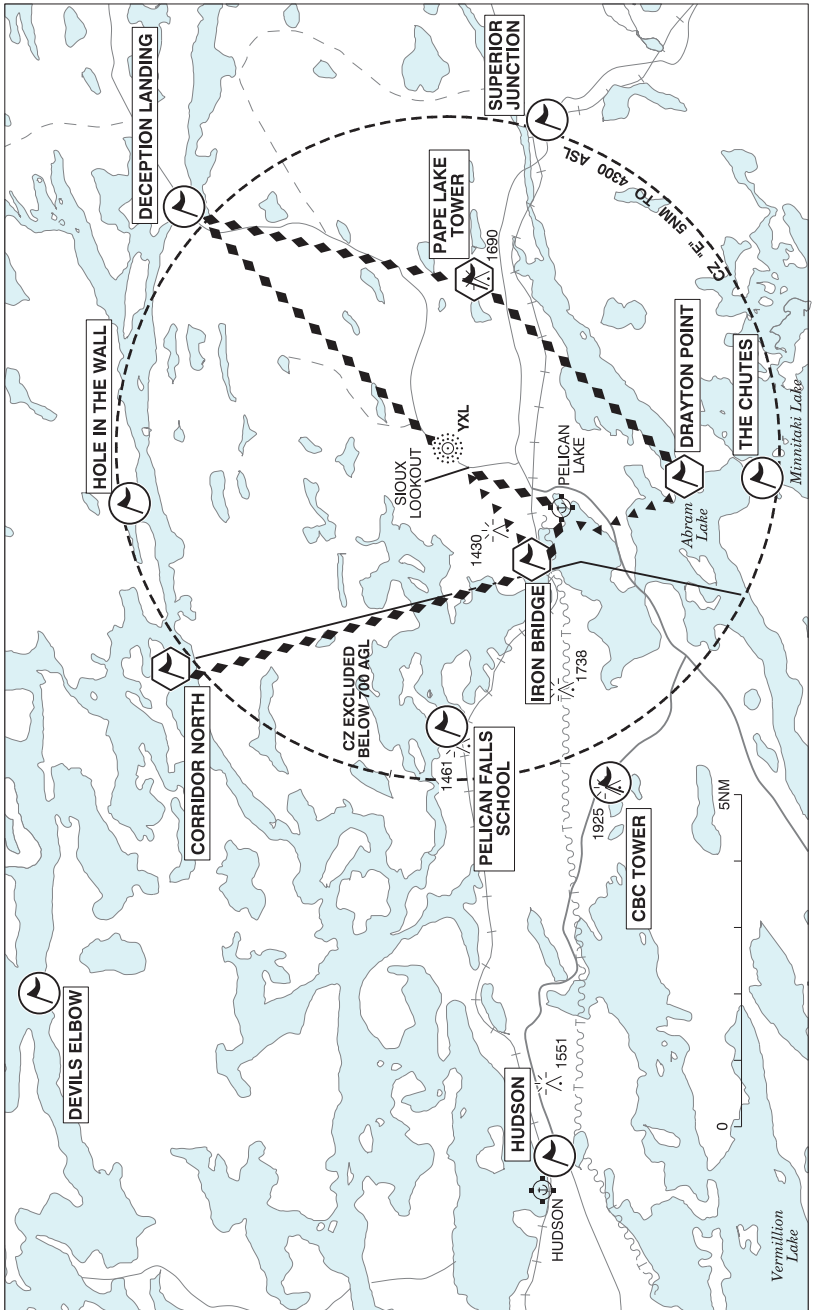 DEVILS ELBOW
CORRIDOR NORTH
HOLE IN THE WALL
DECEPTION LANDING
CZ EXCLUDED
BELOW 700 AGL
1461
PELICAN FALLS
SCHOOL
1430
SIOUX
LOOKOUT
YXL
PAPE LAKE
TOWER
1690
SUPERIOR
JUNCTION
CZ "E" 5NM TO 4300 ASL
HUDSON
HUDSON
1551
IRON BRIDGE
1738
PELICAN
LAKE
1925
CBC TOWER
Abram
Lake
DRAYTON POINT
THE CHUTES
Minnitaki Lake
0
5NM
Vermillion
Lake